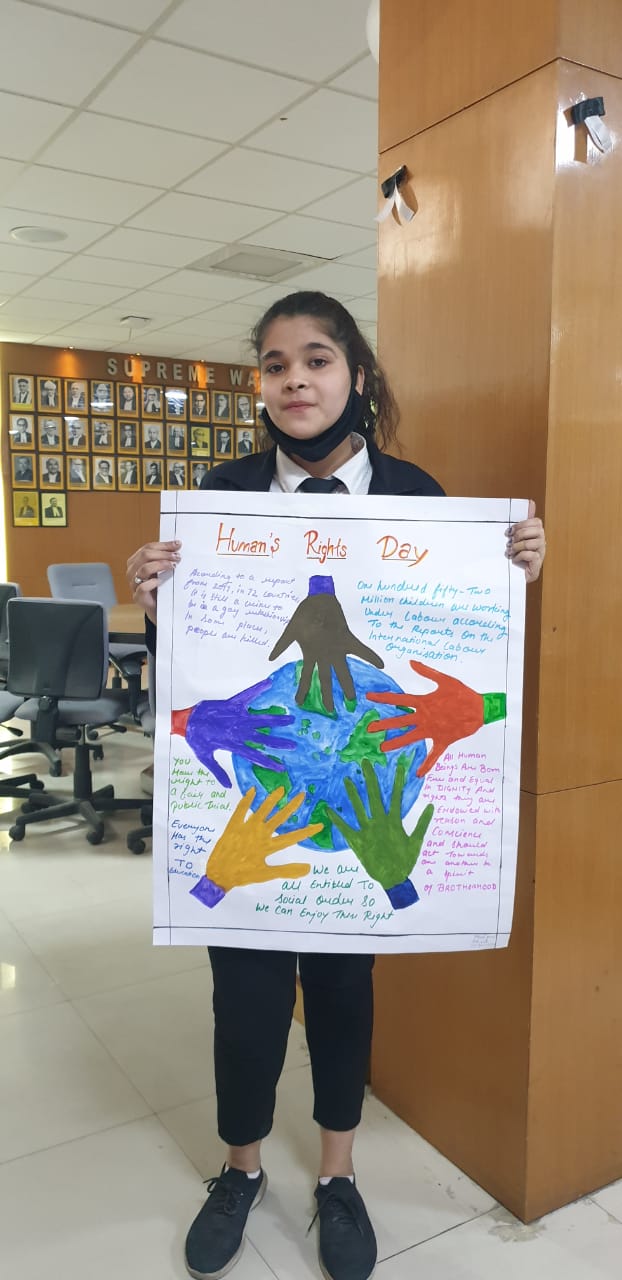 SUPREME WA
Human's Rights Day
According to a report
from 2017, in 72 countries
it is still a crime to
be in a gay relationship
In some places,
people are killed.
One hundred fifty-Two
Million children are working
Under Labour according
To the Reports On the
International Labour
Organisation.
You
Have the
right to
a fair and
public Trial.
Everyone
Has the
right
TO
Education
All Human
Beings Are Born
Free and Equal
In DIGNITY And
rights they are
ENDOWED with
reason and
Conscience
and should
act Towards
one another in
a spirit
of BROTHERHOOD
We are
all Entitled To
Social Order So
We Can Enjoy Their Right